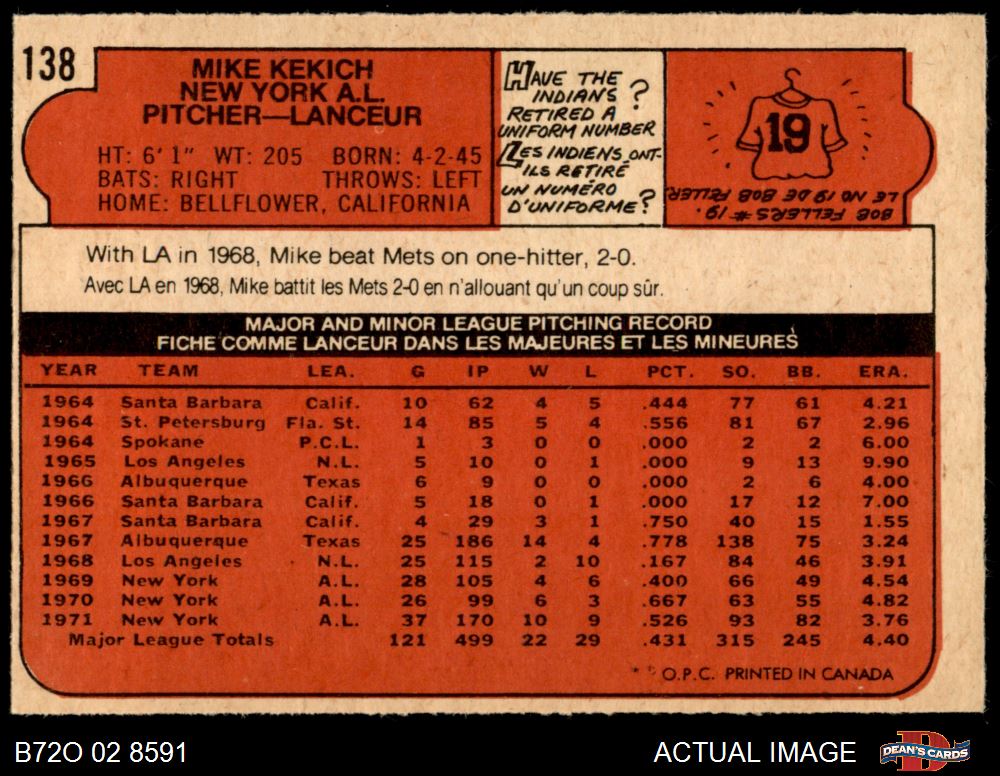 138
MIKE KEKICH
NEW YORK A.L.
PITCHER—LANCEUR
HT: 6' 1" WT: 205 BORN: 4-2-45
BATS: RIGHT THROWS: LEFT
HOME: BELLFLOWER, CALIFORNIA
HAVE THE
INDIANS ?
RETIRED A
UNIFORM NUMBER
LES INDIENS ONT-
ILS RETIRÉ
UN NUMÉRO
D'UNIFORME?
19
BOB FELLER'S #19.
LE NO 19 DE BOB FELLER
With LA in 1968, Mike beat Mets on one-hitter, 2-0.
Avec LA en 1968, Mike battit les Mets 2-0 en n'allouant qu'un coup sûr.
MAJOR AND MINOR LEAGUE PITCHING RECORD
FICHE COMME LANCEUR DANS LES MAJEURES ET LES MINEURES
YEAR TEAM LEA. G IP W L PCT. SO. BB. ERA.
1964 Santa Barbara Calif. 10 62 4 5 .444 77 61 4.21
1964 St. Petersburg Fla. St. 14 85 5 4 .556 81 67 2.96
1964 Spokane P.C.L. 1 3 0 0 .000 2 2 6.00
1965 Los Angeles N.L. 5 10 0 1 .000 9 13 9.90
1966 Albuquerque Texas 6 9 0 0 .000 2 6 4.00
1966 Santa Barbara Calif. 5 18 0 1 .000 17 12 7.00
1967 Santa Barbara Calif. 4 29 3 1 .750 40 15 1.55
1967 Albuquerque Texas 25 186 14 4 .778 138 75 3.24
1968 Los Angeles N.L. 25 115 2 10 .167 84 46 3.91
1969 New York A.L. 28 105 4 6 .400 66 49 4.54
1970 New York A.L. 26 99 6 3 .667 63 55 4.82
1971 New York A.L. 37 170 10 9 .526 93 82 3.76
Major League Totals 121 499 22 29 .431 315 245 4.40
* * O.P.C. PRINTED IN CANADA
B72O 02 8591
ACTUAL IMAGE
D
DEAN'S CARDS